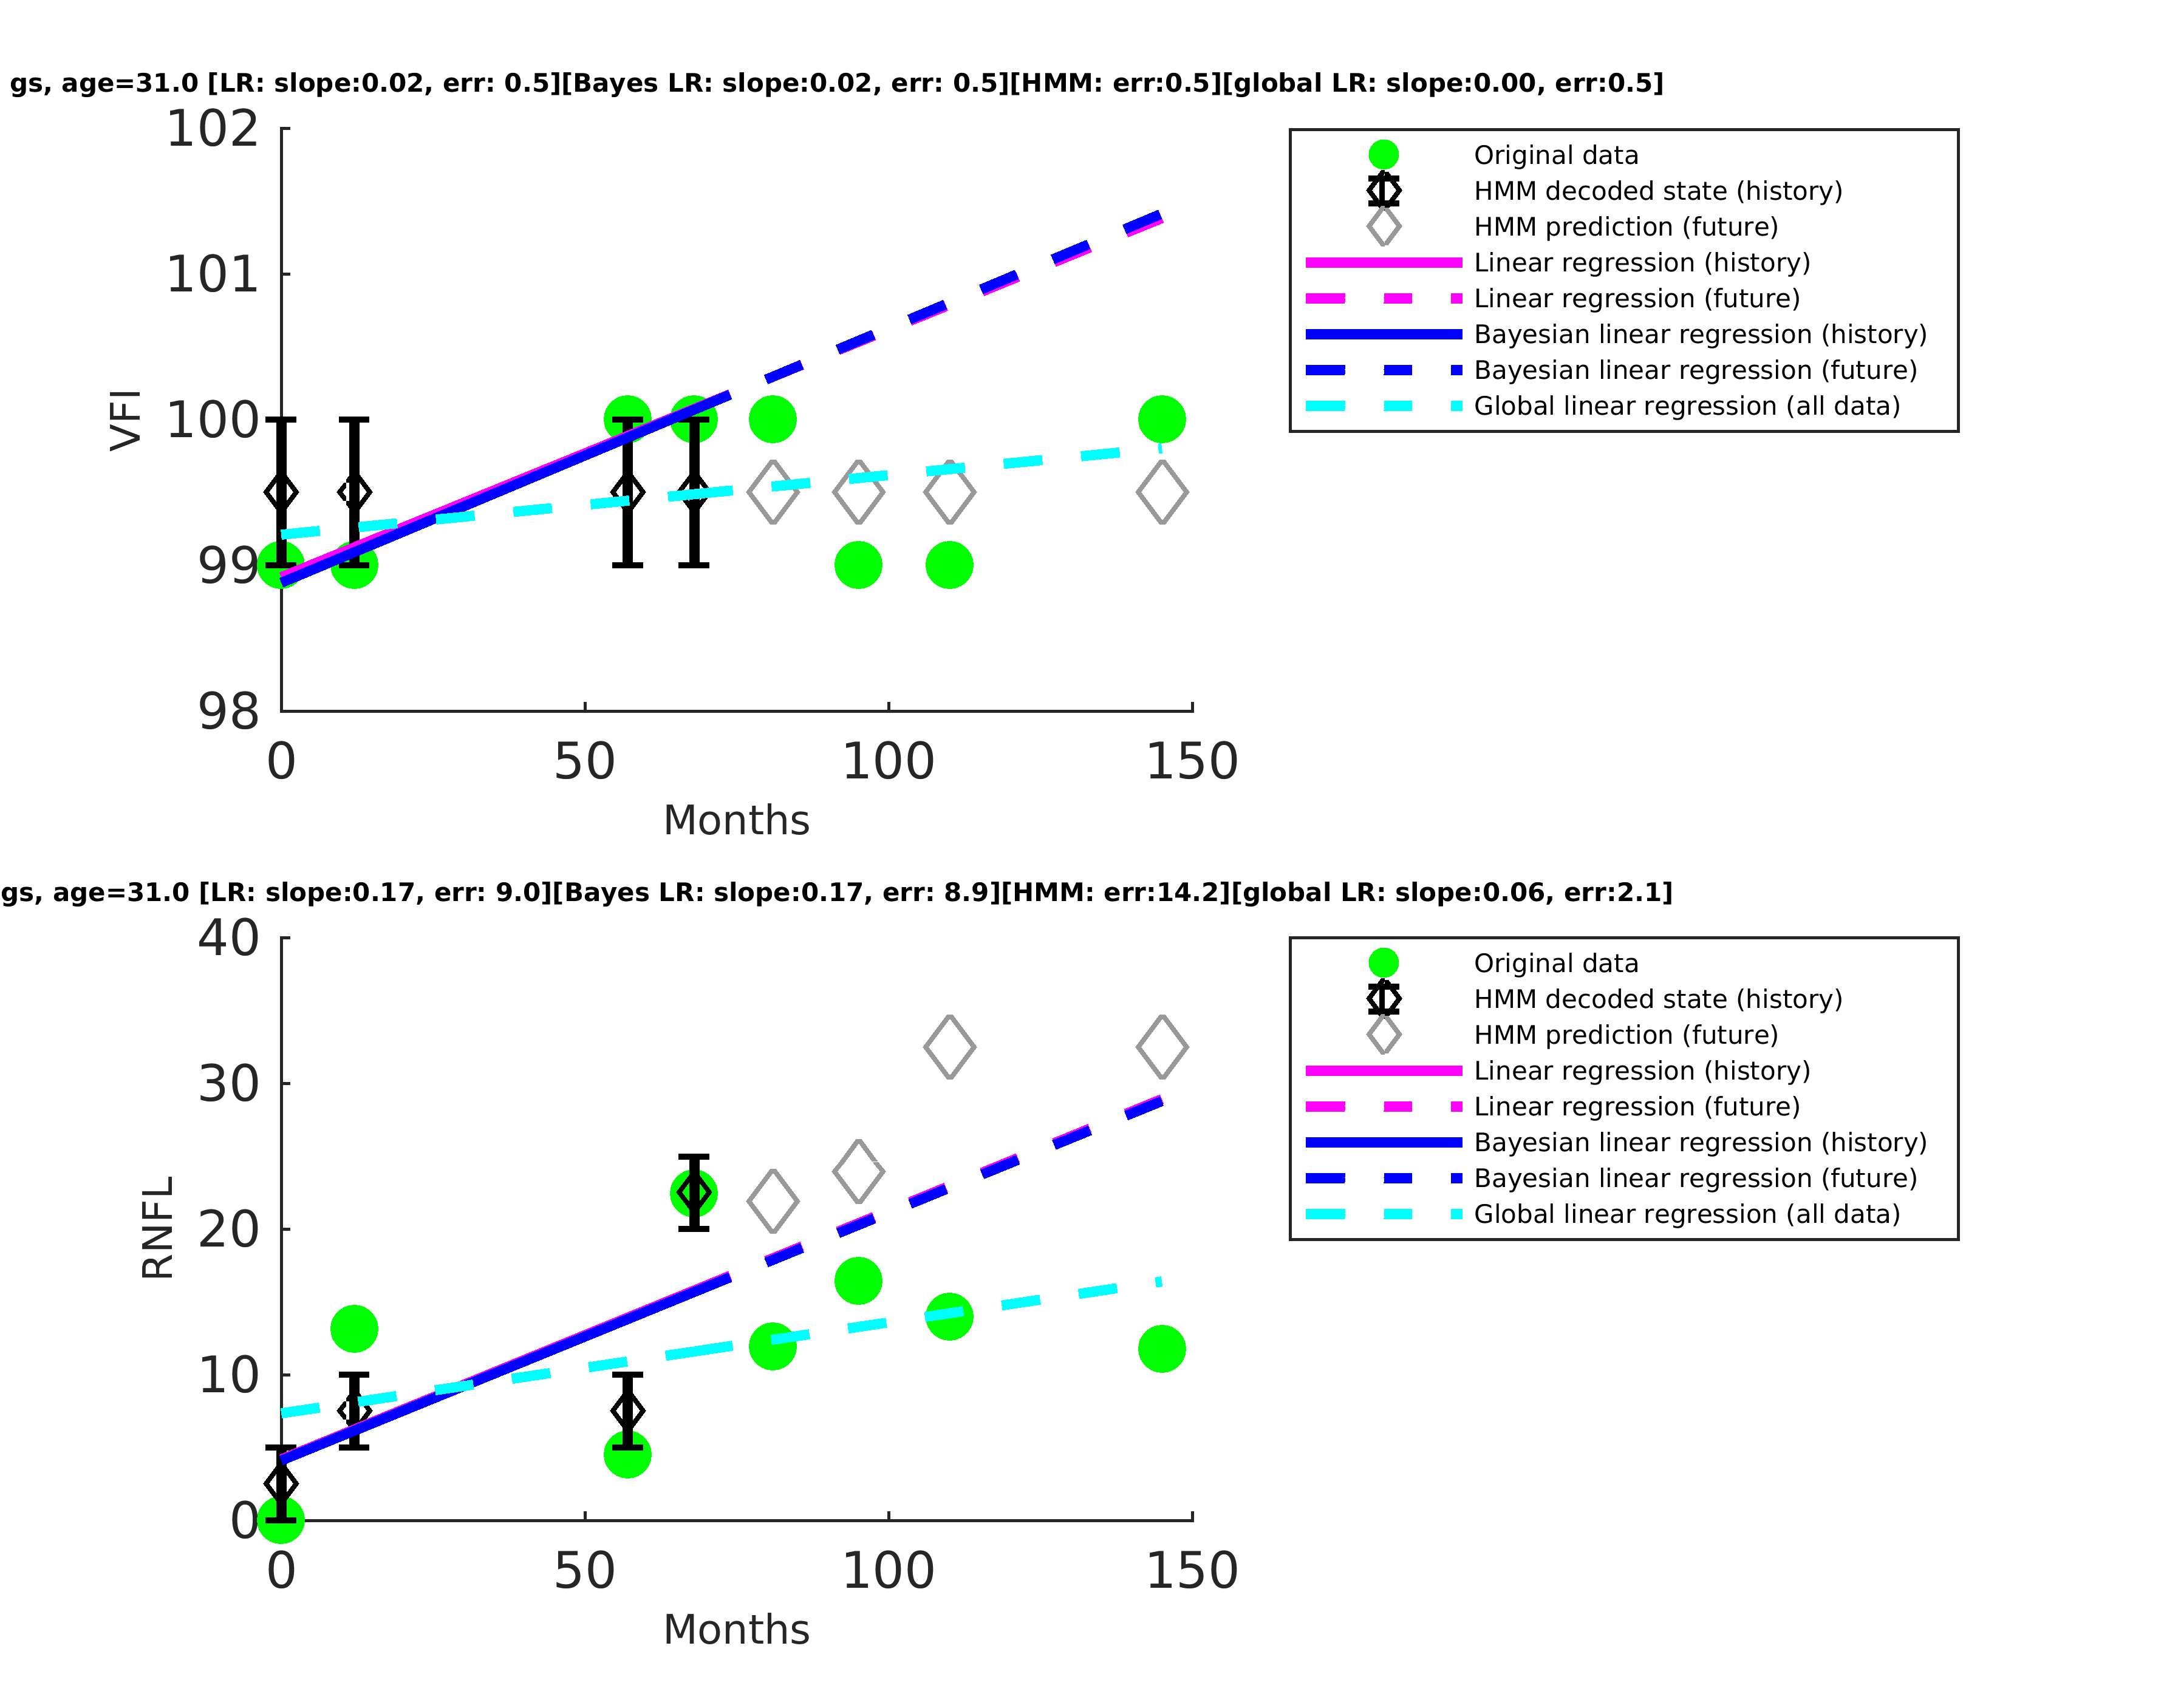 gs, age=31.0 [LR: slope:0.02, err: 0.5][Bayes LR: slope:0.02, err: 0.5][HMM: err:0.5][global LR: slope:0.00, err:0.5]
102
101
100
99
98
VFI
0 50 100 150
Months
Original data
HMM decoded state (history)
HMM prediction (future)
Linear regression (history)
Linear regression (future)
Bayesian linear regression (history)
Bayesian linear regression (future)
Global linear regression (all data)
gs, age=31.0 [LR: slope:0.17, err: 9.0][Bayes LR: slope:0.17, err: 8.9][HMM: err:14.2][global LR: slope:0.06, err:2.1]
40
30
20
10
0
RNFL
0 50 100 150
Months
Original data
HMM decoded state (history)
HMM prediction (future)
Linear regression (history)
Linear regression (future)
Bayesian linear regression (history)
Bayesian linear regression (future)
Global linear regression (all data)